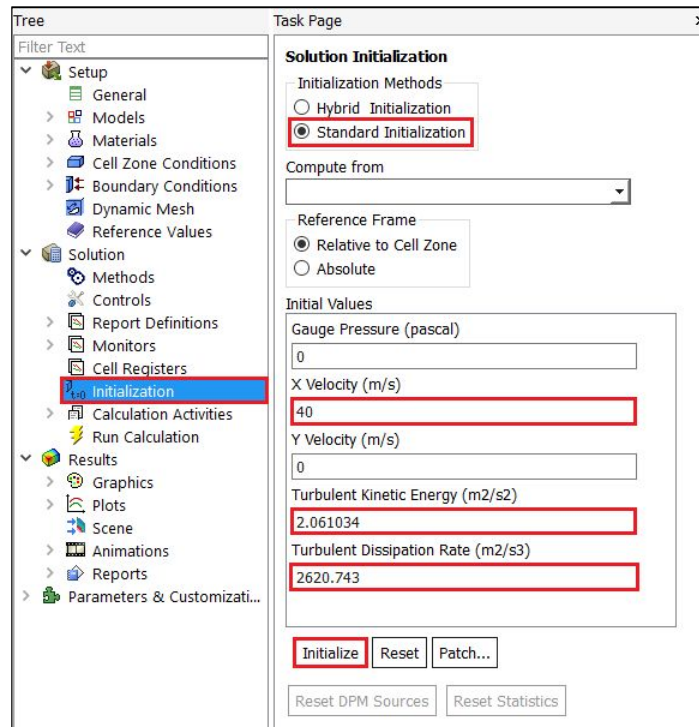 Tree
Filter Text
Setup
General
Models
Materials
Cell Zone Conditions
Boundary Conditions
Dynamic Mesh
Reference Values
Solution
Methods
Controls
Report Definitions
Monitors
Cell Registers
t=0 Initialization
Calculation Activities
Run Calculation
Results
Graphics
Plots
Scene
Animations
Reports
Parameters & Customizati...
Task Page
Solution Initialization
Initialization Methods
Hybrid Initialization
Standard Initialization
Compute from
Reference Frame
Relative to Cell Zone
Absolute
Initial Values
Gauge Pressure (pascal)
0
X Velocity (m/s)
40
Y Velocity (m/s)
0
Turbulent Kinetic Energy (m2/s2)
2.061034
Turbulent Dissipation Rate (m2/s3)
2620.743
Initialize Reset Patch...
Reset DPM Sources Reset Statistics